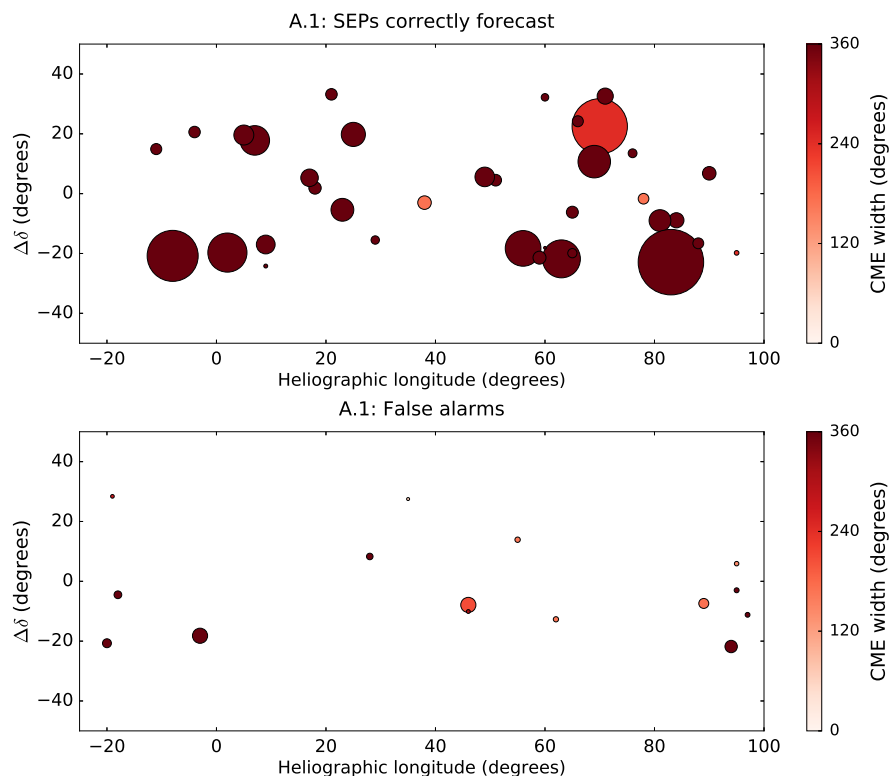 A.1: SEPs correctly forecast
40
20
0
−20
−40
Δδ (degrees)
−20 0 20 40 60 80 100
Heliographic longitude (degrees)
360
240
120
0
CME width (degrees)
A.1: False alarms
40
20
0
−20
−40
Δδ (degrees)
−20 0 20 40 60 80 100
Heliographic longitude (degrees)
360
240
120
0
CME width (degrees)